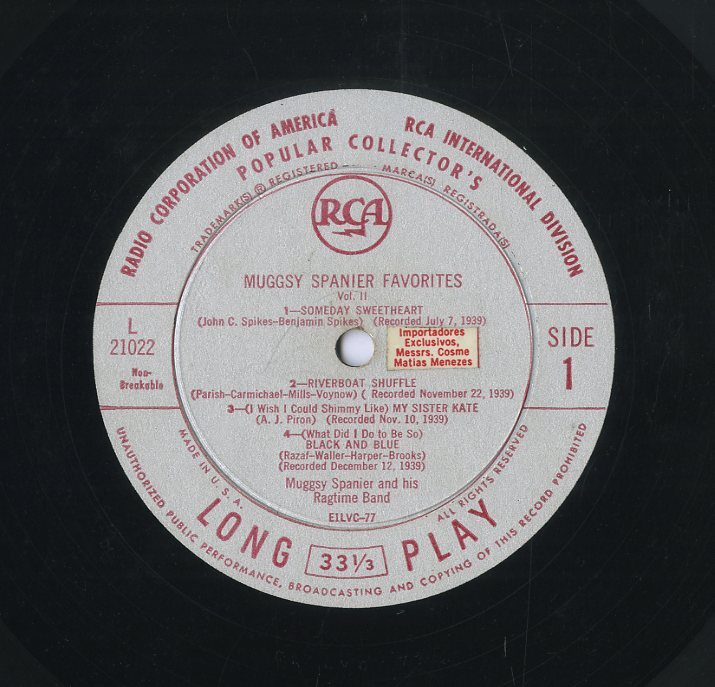 RADIO CORPORATION OF AMERICA
RCA INTERNATIONAL DIVISION
POPULAR COLLECTOR'S
TRADEMARK(S) ® REGISTERED
MARCA(S) REGISTRADA(S)
RCA
MUGGSY SPANIER FAVORITES
Vol. II
1—SOMEDAY SWEETHEART
(John C. Spikes-Benjamin Spikes) (Recorded July 7, 1939)
L
21022
Non-
Breakable
Importadores
Exclusivos,
Messrs. Cosme
Matias Menezes
SIDE
1
2—RIVERBOAT SHUFFLE
(Parish-Carmichael-Mills-Voynow) ( Recorded November 22, 1939)
3—(I Wish I Could Shimmy Like) MY SISTER KATE
(A. J. Piron) (Recorded Nov. 10, 1939)
4—(What Did I Do to Be So)
BLACK AND BLUE
(Razaf-Waller-Harper-Brooks)
(Recorded December 12, 1939)
Muggsy Spanier and his
Ragtime Band
E1LVC-77
MADE IN U. S. A.
ALL RIGHTS RESERVED
LONG 33⅓ PLAY
UNAUTHORIZED PUBLIC PERFORMANCE, BROADCASTING AND COPYING OF THIS RECORD PROHIBITED